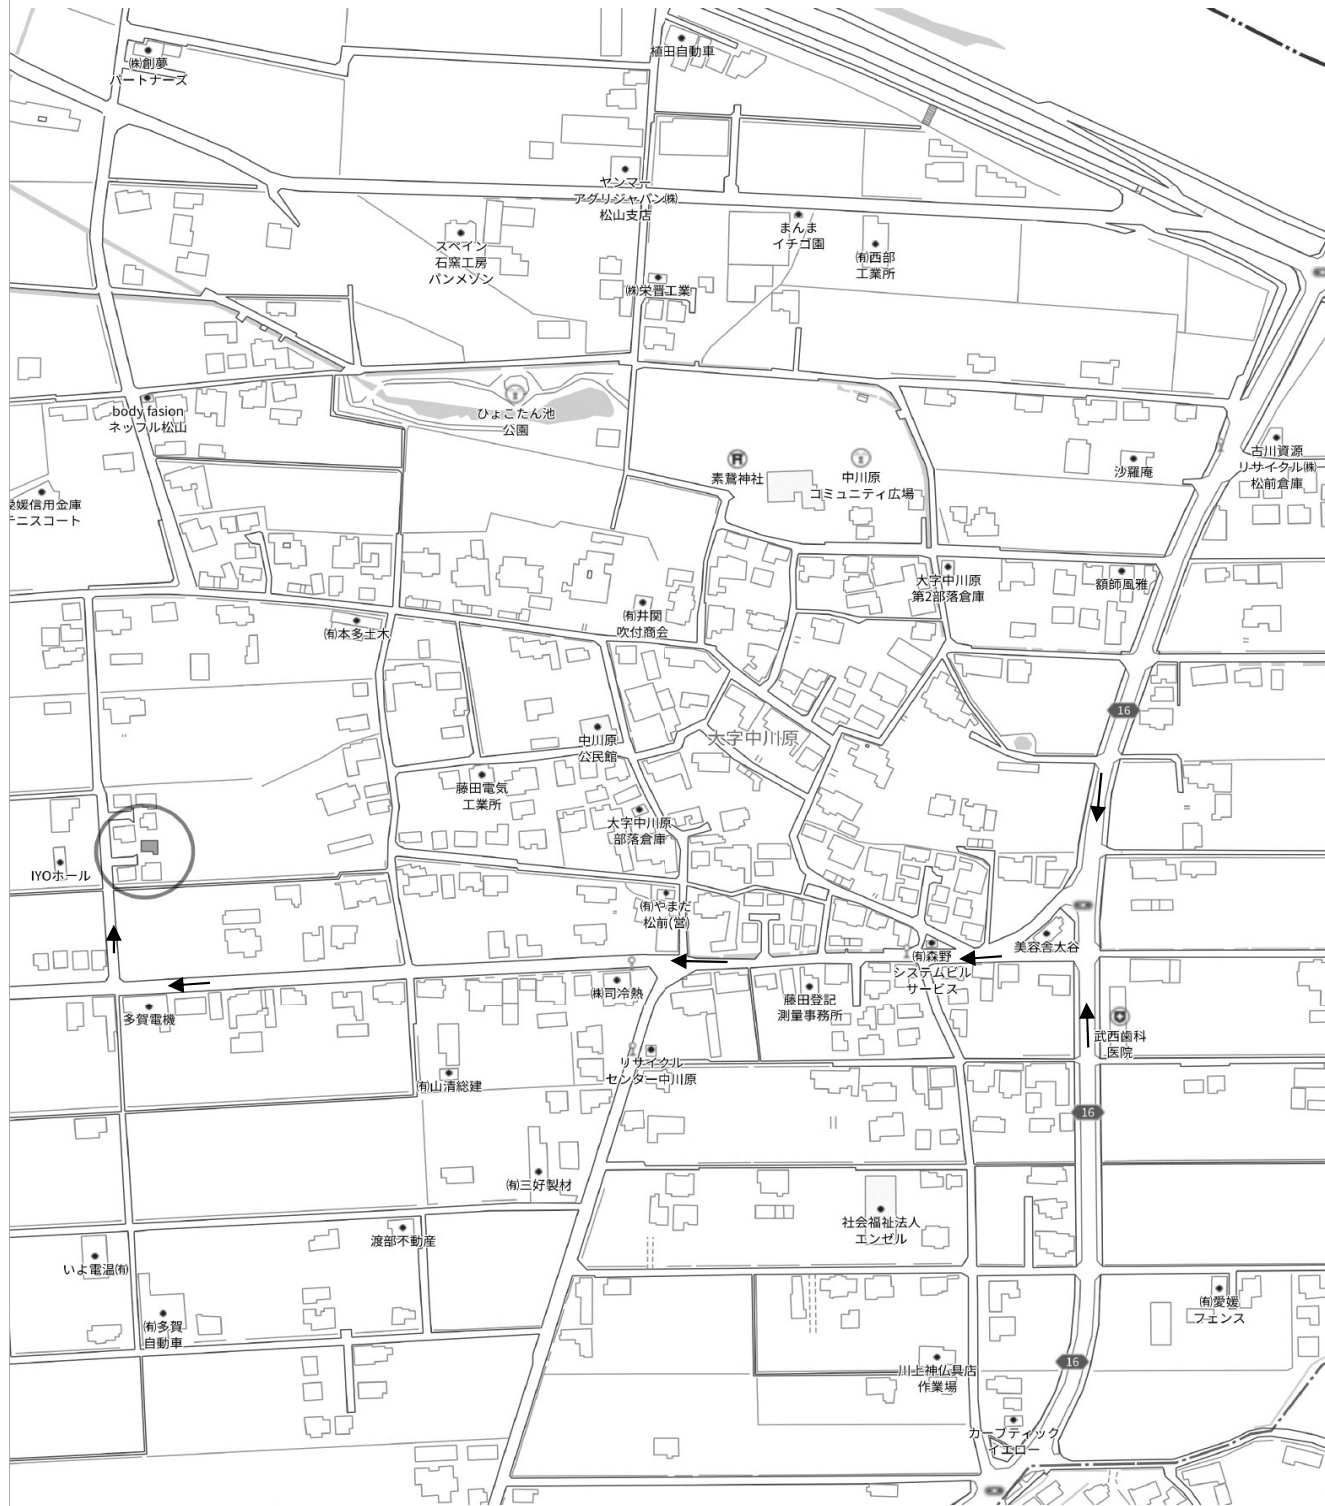 ㈱創夢
パートナーズ
植田自動車
ヤンマー
アグリジャパン㈱
松山支店
まんま
イチゴ園
スペイン
石窯工房
パンメゾン
㈲西部
工業所
㈱栄晋工業
body fasion
ネッフル松山
ひょこたん池
公園
素鵞神社
中川原
コミュニティ広場
沙羅庵
古川資源
リサイクル㈱
松前倉庫
愛媛信用金庫
テニスコート
大字中川原
第2部落倉庫
額師風雅
㈲井関
吹付商会
㈲本多土木
16
中川原
公民館
大字中川原
藤田電気
工業所
大字中川原
部落倉庫
IYOホール
㈲やまだ
松前(営)
美容舎太谷
㈲森野
システムビル
サービス
㈱司冷熱
藤田登記
測量事務所
多賀電機
武西歯科
医院
リサイクル
センター中川原
㈲山清総建
16
㈲三好製材
社会福祉法人
エンゼル
渡部不動産
いよ電温㈲
㈲愛媛
フェンス
㈲多賀
自動車
16
川上神仏具店
作業場
カーブティック
イエロー